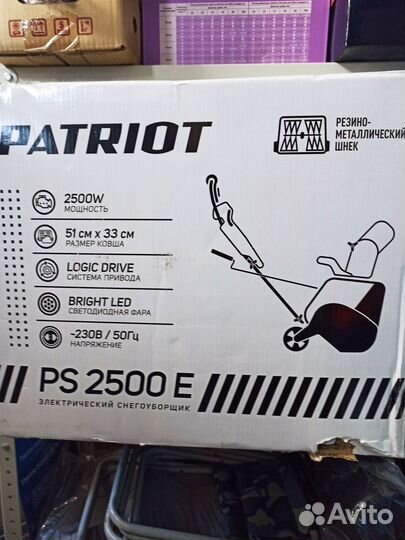 PATRIOT
РЕЗИНО-
МЕТАЛЛИЧЕСКИЙ
ШНЕК
2500W
МОЩНОСТЬ
51 см x 33 см
РАЗМЕР КОВША
LOGIC DRIVE
СИСТЕМА ПРИВОДА
BRIGHT LED
СВЕТОДИОДНАЯ ФАРА
~230В / 50Гц
НАПРЯЖЕНИЕ
PS 2500 E
ЭЛЕКТРИЧЕСКИЙ СНЕГОУБОРЩИК
Avito